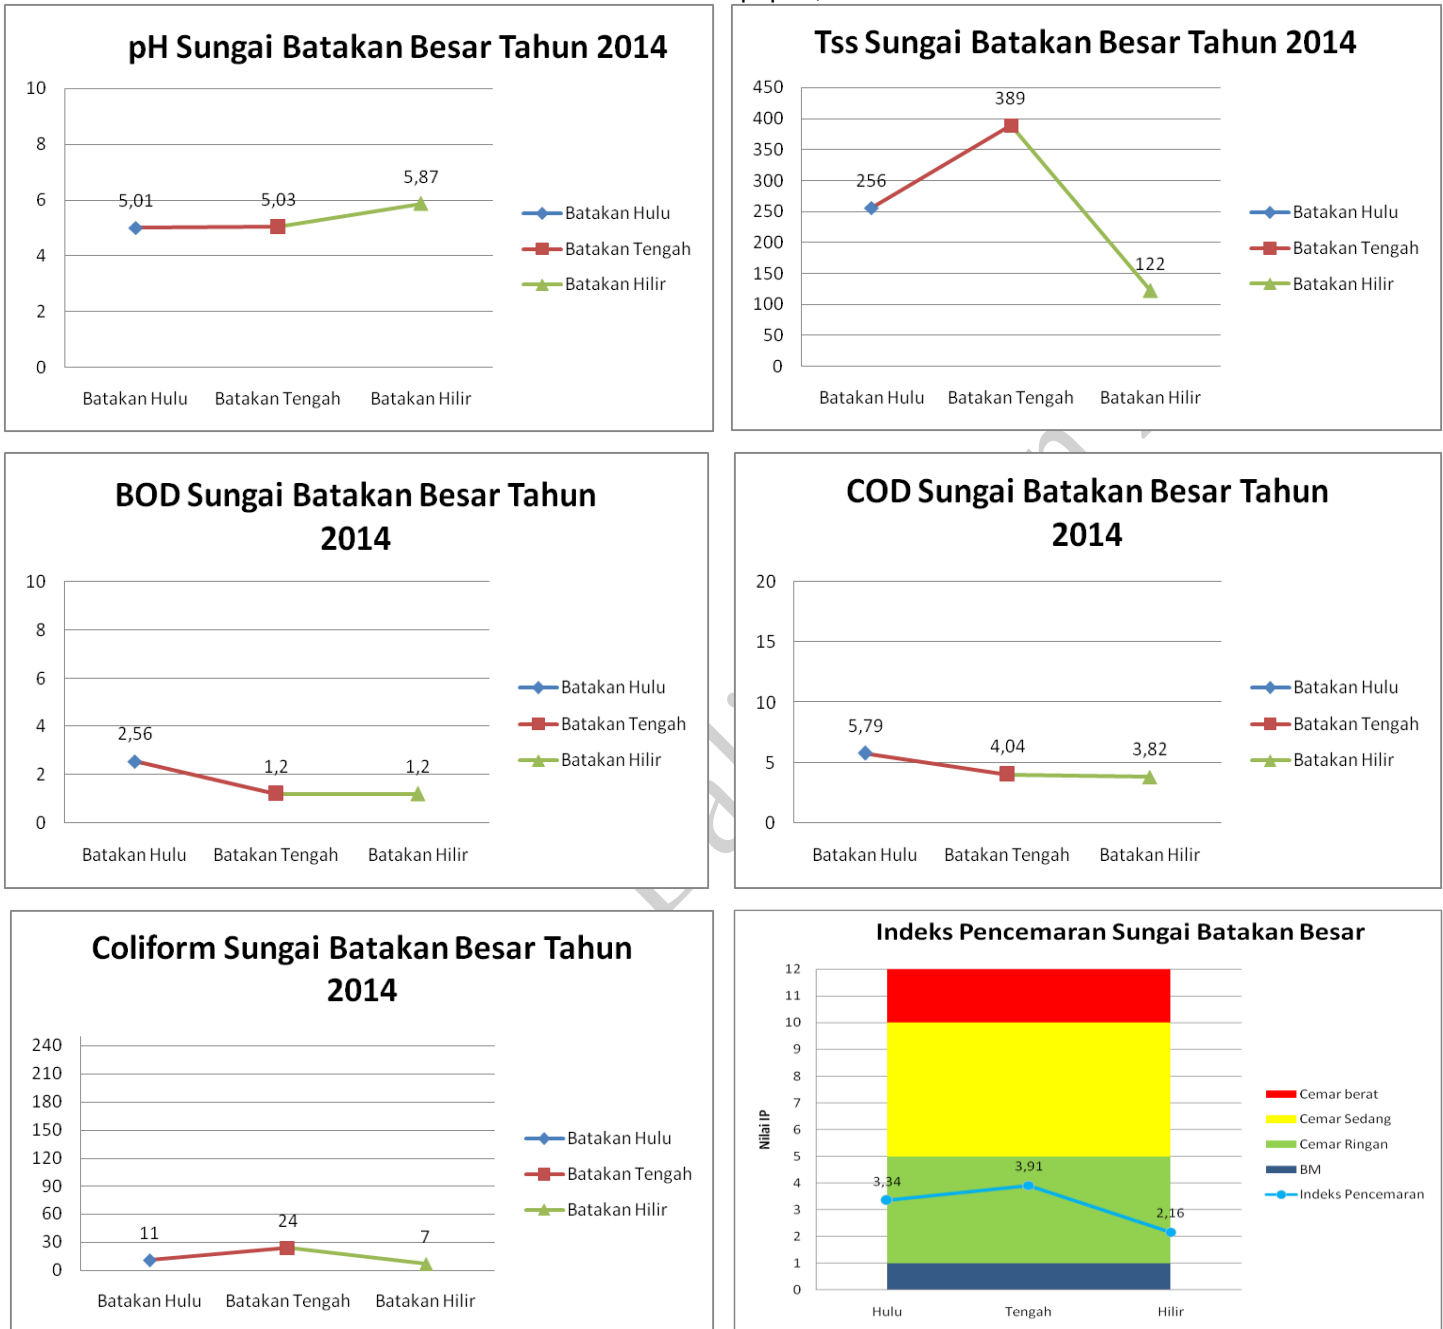 pH Sungai Batakan Besar Tahun 2014
10
8
6
4
2
0
5,01
5,03
5,87
Batakan Hulu
Batakan Tengah
Batakan Hilir
Batakan Hulu
Batakan Tengah
Batakan Hilir
Tss Sungai Batakan Besar Tahun 2014
450
400
350
300
250
200
150
100
50
0
256
389
122
Batakan Hulu
Batakan Tengah
Batakan Hilir
Batakan Hulu
Batakan Tengah
Batakan Hilir
BOD Sungai Batakan Besar Tahun
2014
10
8
6
4
2
0
2,56
1,2
1,2
Batakan Hulu
Batakan Tengah
Batakan Hilir
Batakan Hulu
Batakan Tengah
Batakan Hilir
COD Sungai Batakan Besar Tahun
2014
20
15
10
5
0
5,79
4,04
3,82
Batakan Hulu
Batakan Tengah
Batakan Hilir
Batakan Hulu
Batakan Tengah
Batakan Hilir
Coliform Sungai Batakan Besar Tahun
2014
240
210
180
150
120
90
60
30
0
11
24
7
Batakan Hulu
Batakan Tengah
Batakan Hilir
Batakan Hulu
Batakan Tengah
Batakan Hilir
Indeks Pencemaran Sungai Batakan Besar
Nilai IP
12
11
10
9
8
7
6
5
4
3
2
1
0
3,34
3,91
2,16
Hulu
Tengah
Hilir
Cemar berat
Cemar Sedang
Cemar Ringan
BM
Indeks Pencemaran